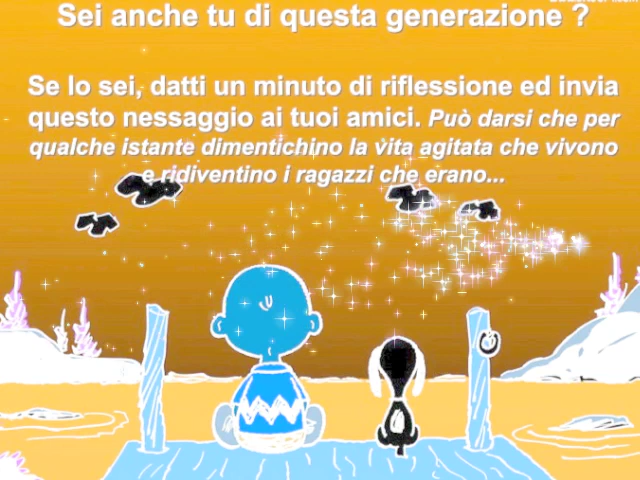 Sei anche tu di questa generazione ?
Se lo sei, datti un minuto di riflessione ed invia
questo nessaggio ai tuoi amici. Può darsi che per
qualche istante dimentichino la vita agitata che vivono
e ridiventino i ragazzi che erano...